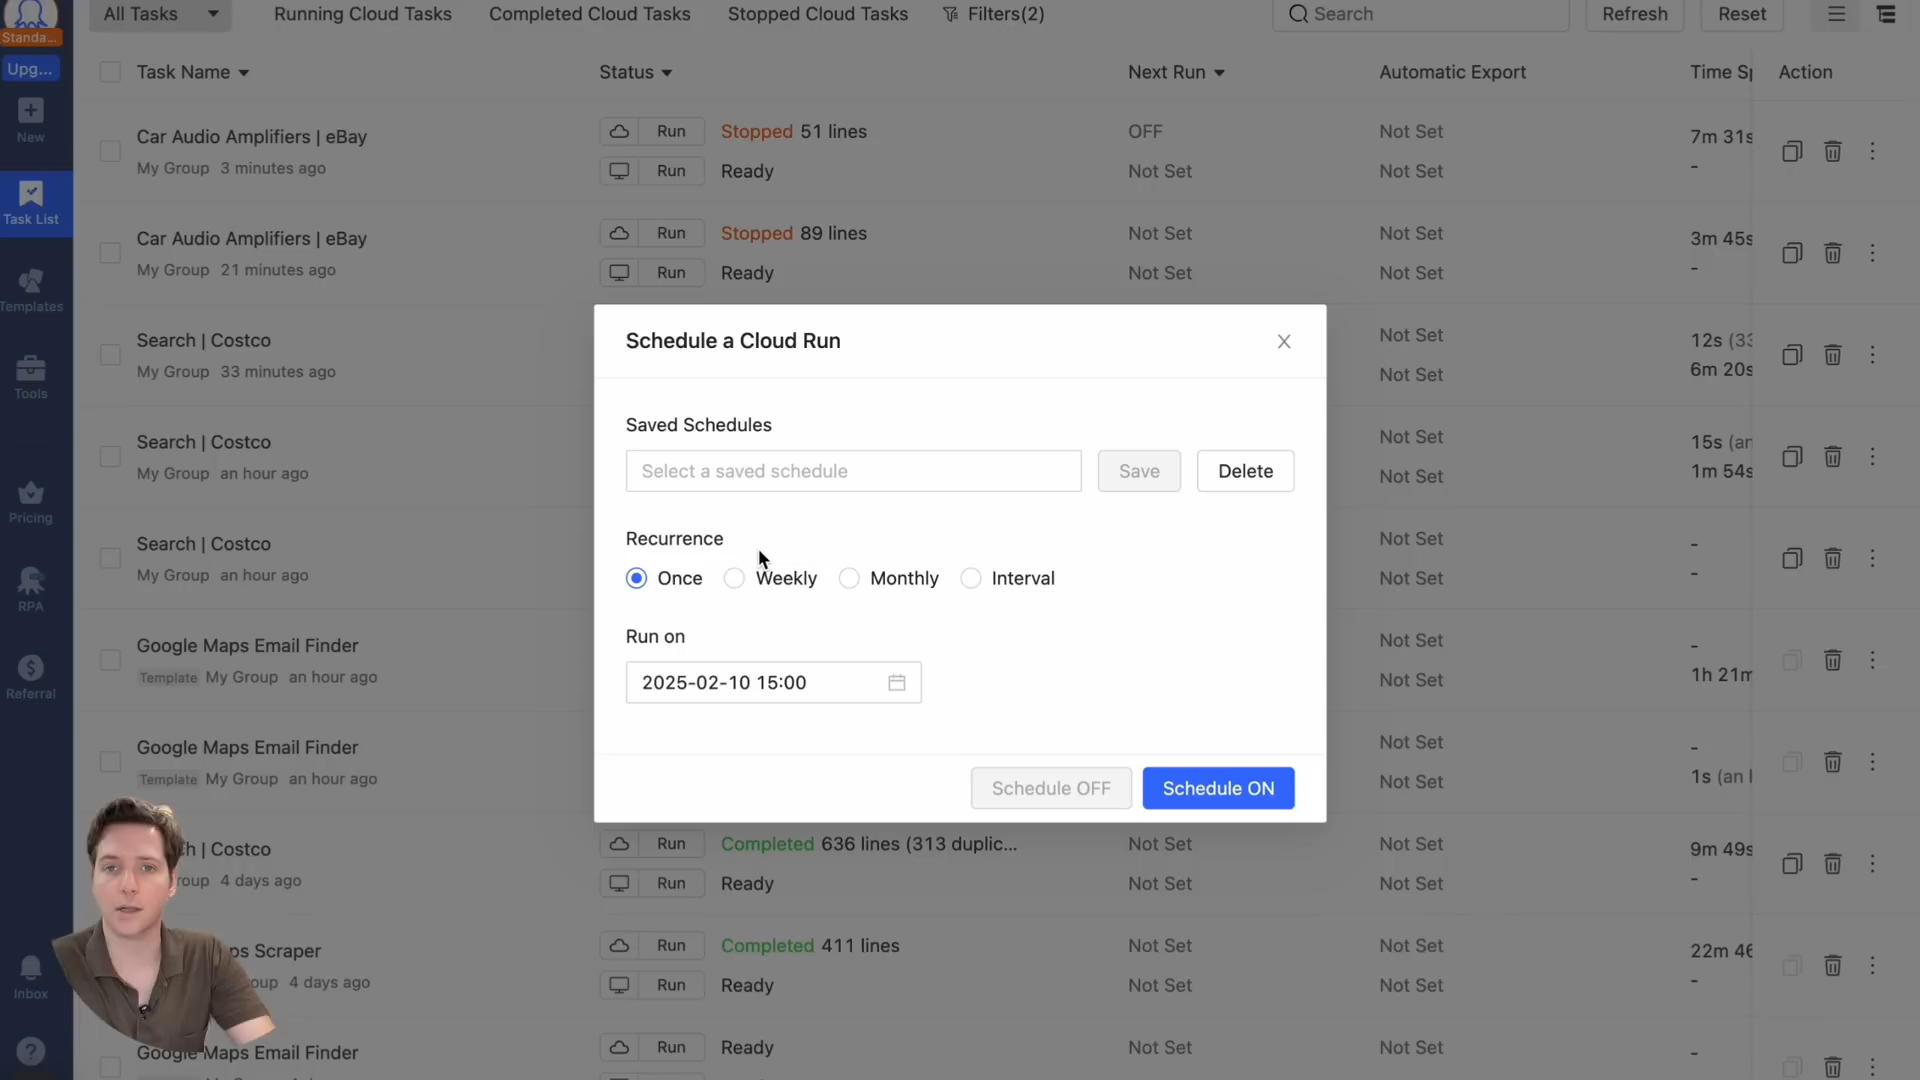 All Tasks
Running Cloud Tasks
Completed Cloud Tasks
Stopped Cloud Tasks
Filters(2)
Search
Refresh
Reset
Standa...
Upg...
New
Task List
Templates
Tools
Pricing
RPA
Referral
Inbox
Task Name
Status
Next Run
Automatic Export
Action
Car Audio Amplifiers | eBay
My Group 3 minutes ago
Run Stopped 51 lines OFF Not Set 7m 31s
Run Ready Not Set Not Set -
Car Audio Amplifiers | eBay
My Group 21 minutes ago
Run Stopped 89 lines Not Set Not Set 3m 45s
Run Ready Not Set Not Set -
Search | Costco
My Group 33 minutes ago
Not Set 12s
Not Set 6m 20s
Search | Costco
My Group an hour ago
Not Set 15s
Not Set 1m 54s
Search | Costco
My Group an hour ago
Not Set -
Not Set -
Google Maps Email Finder
Template My Group an hour ago
Not Set -
Not Set 1h 21m
Google Maps Email Finder
Template My Group an hour ago
Not Set -
Not Set 1s
h | Costco
roup 4 days ago
Run Completed 636 lines (313 duplic... Not Set Not Set 9m 49s
Run Ready Not Set Not Set -
ps Scraper
oup 4 days ago
Run Completed 411 lines Not Set Not Set 22m
Run Ready Not Set Not Set -
Google Maps Email Finder
Run Ready Not Set Not Set -
Schedule a Cloud Run
Saved Schedules
Select a saved schedule
Save
Delete
Recurrence
Once Weekly Monthly Interval
Run on
2025-02-10 15:00
Schedule OFF
Schedule ON